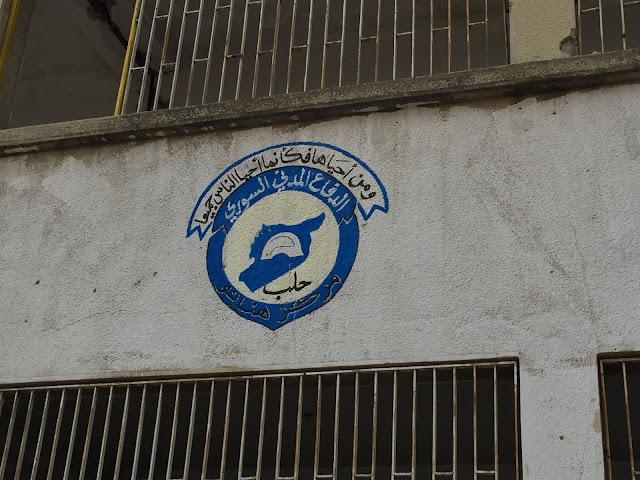 ومن أحياها فكأنما أحيا الناس جميعا
الدفاع المدني السوري
حلب
مركز هنانو